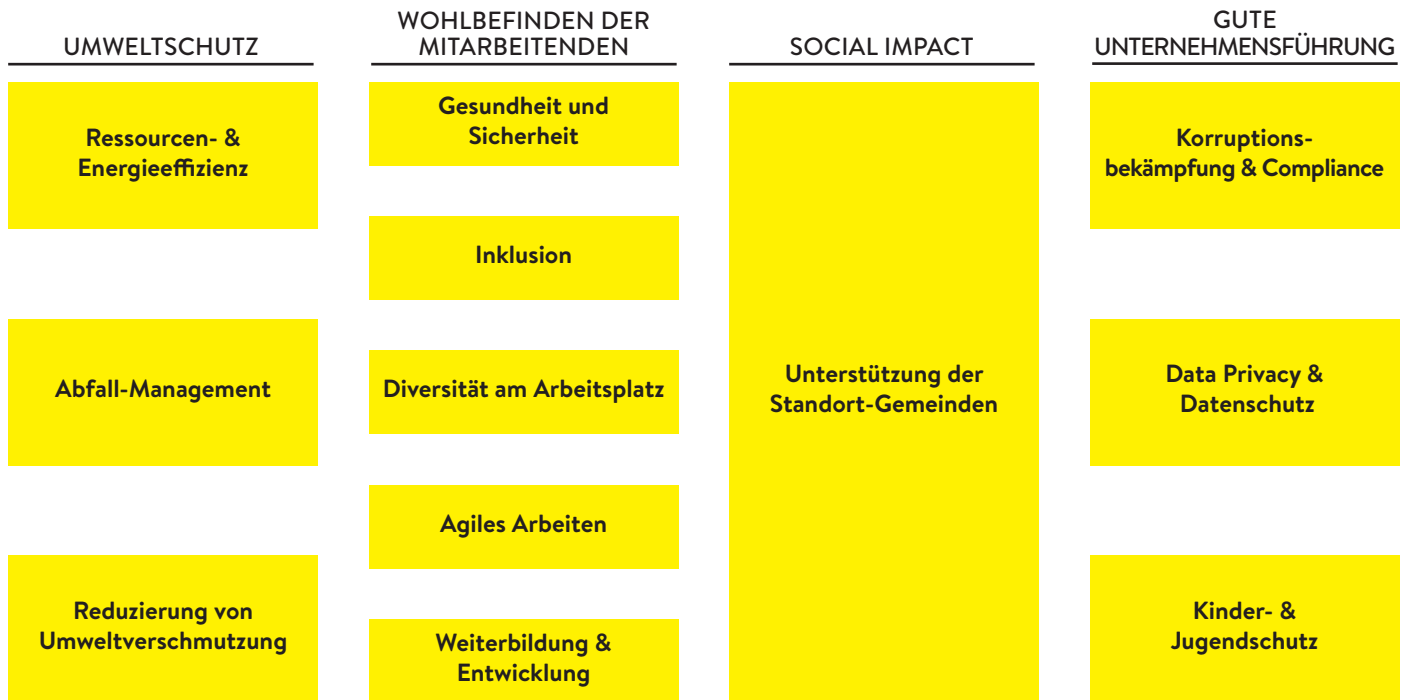 UMWELTSCHUTZ
Ressourcen- &
Energieeffizienz
Abfall-Management
Reduzierung von
Umweltverschmutzung
WOHLBEFINDEN DER
MITARBEITENDEN
Gesundheit und
Sicherheit
Inklusion
Diversität am Arbeitsplatz
Agiles Arbeiten
Weiterbildung &
Entwicklung
SOCIAL IMPACT
Unterstützung der
Standort-Gemeinden
GUTE
UNTERNEHMENSFÜHRUNG
Korruptions-
bekämpfung & Compliance
Data Privacy &
Datenschutz
Kinder- &
Jugendschutz